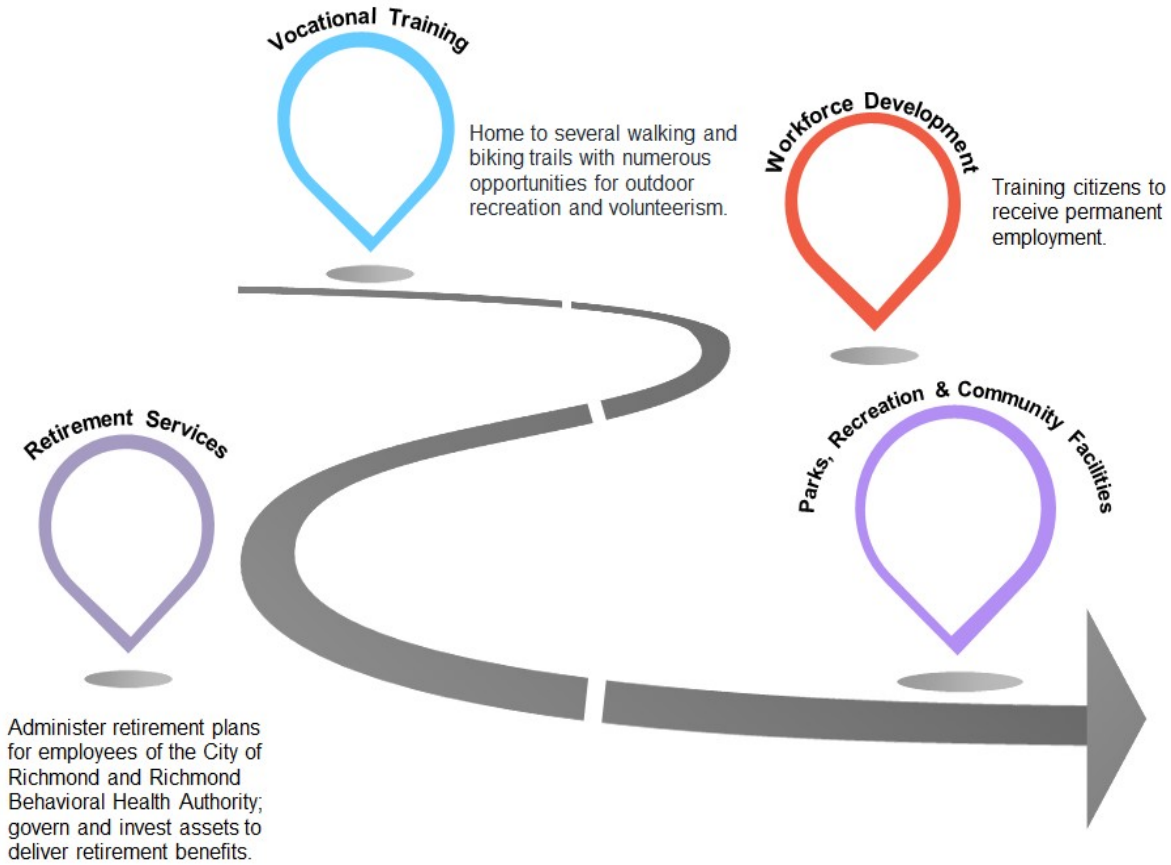 Vocational Training
Home to several walking and
biking trails with numerous
opportunities for outdoor
recreation and volunteerism.
Workforce Development
Training citizens to
receive permanent
employment.
Retirement Services
Administer retirement plans
for employees of the City of
Richmond and Richmond
Behavioral Health Authority;
govern and invest assets to
deliver retirement benefits.
Parks, Recreation & Community Facilities